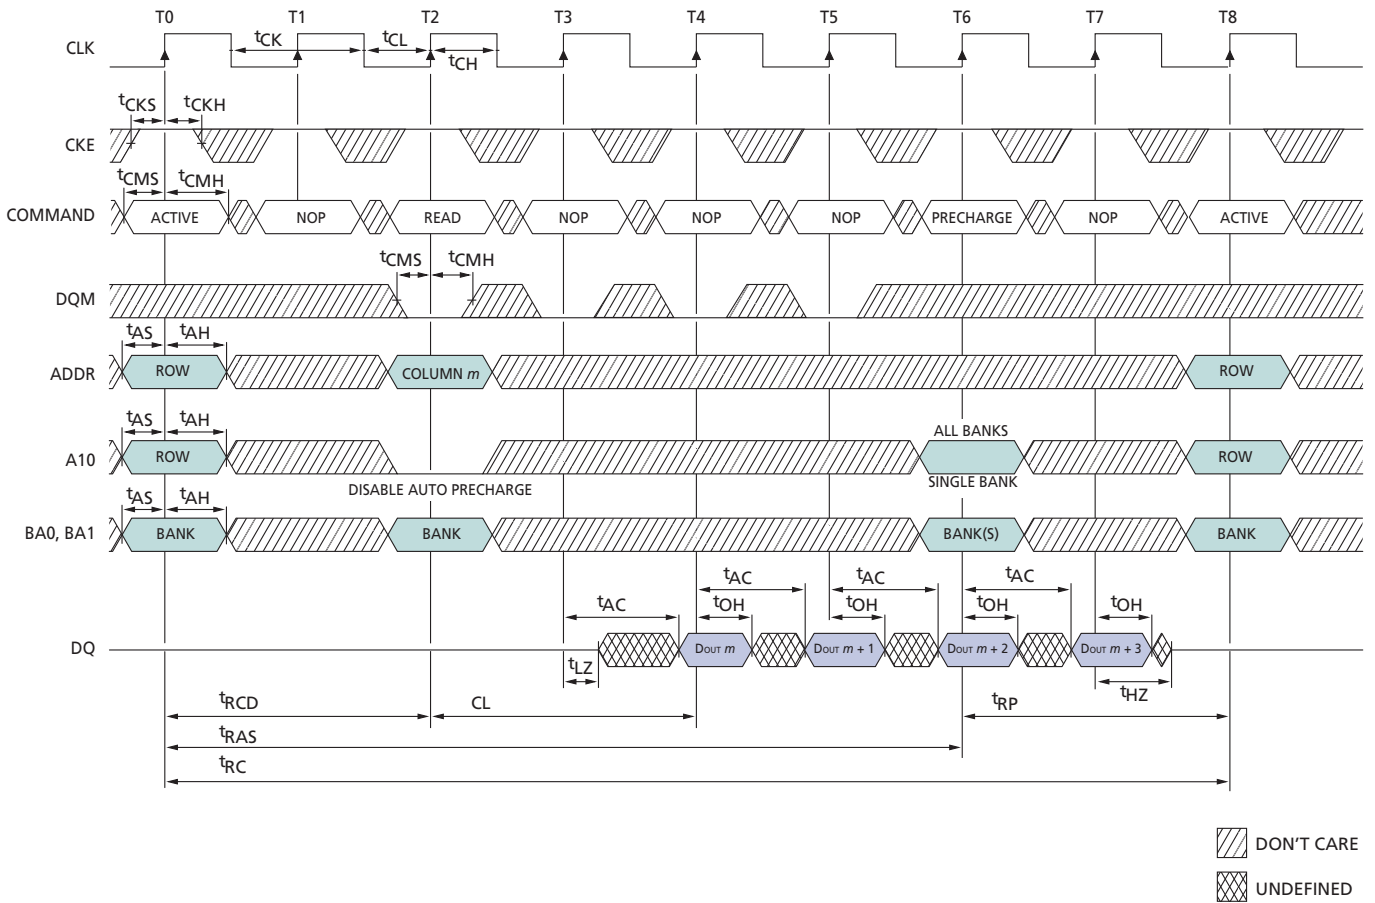 T0 T1 T2 T3 T4 T5 T6 T7 T8
CLK
tCK tCL
tCH
tCKS tCKH
CKE
tCMS tCMH
COMMAND ACTIVE NOP READ NOP NOP NOP PRECHARGE NOP ACTIVE
tCMS tCMH
DQM
tAS tAH
ADDR ROW COLUMN m ROW
tAS tAH
ALL BANKS
A10 ROW ROW
DISABLE AUTO PRECHARGE
SINGLE BANK
tAS tAH
BA0, BA1 BANK BANK BANK(S) BANK
tAC tAC tAC
tAC tOH tOH tOH tOH
DQ DOUT m DOUT m + 1 DOUT m + 2 DOUT m + 3
tLZ tHZ
tRCD CL tRP
tRAS
tRC
DON'T CARE
UNDEFINED